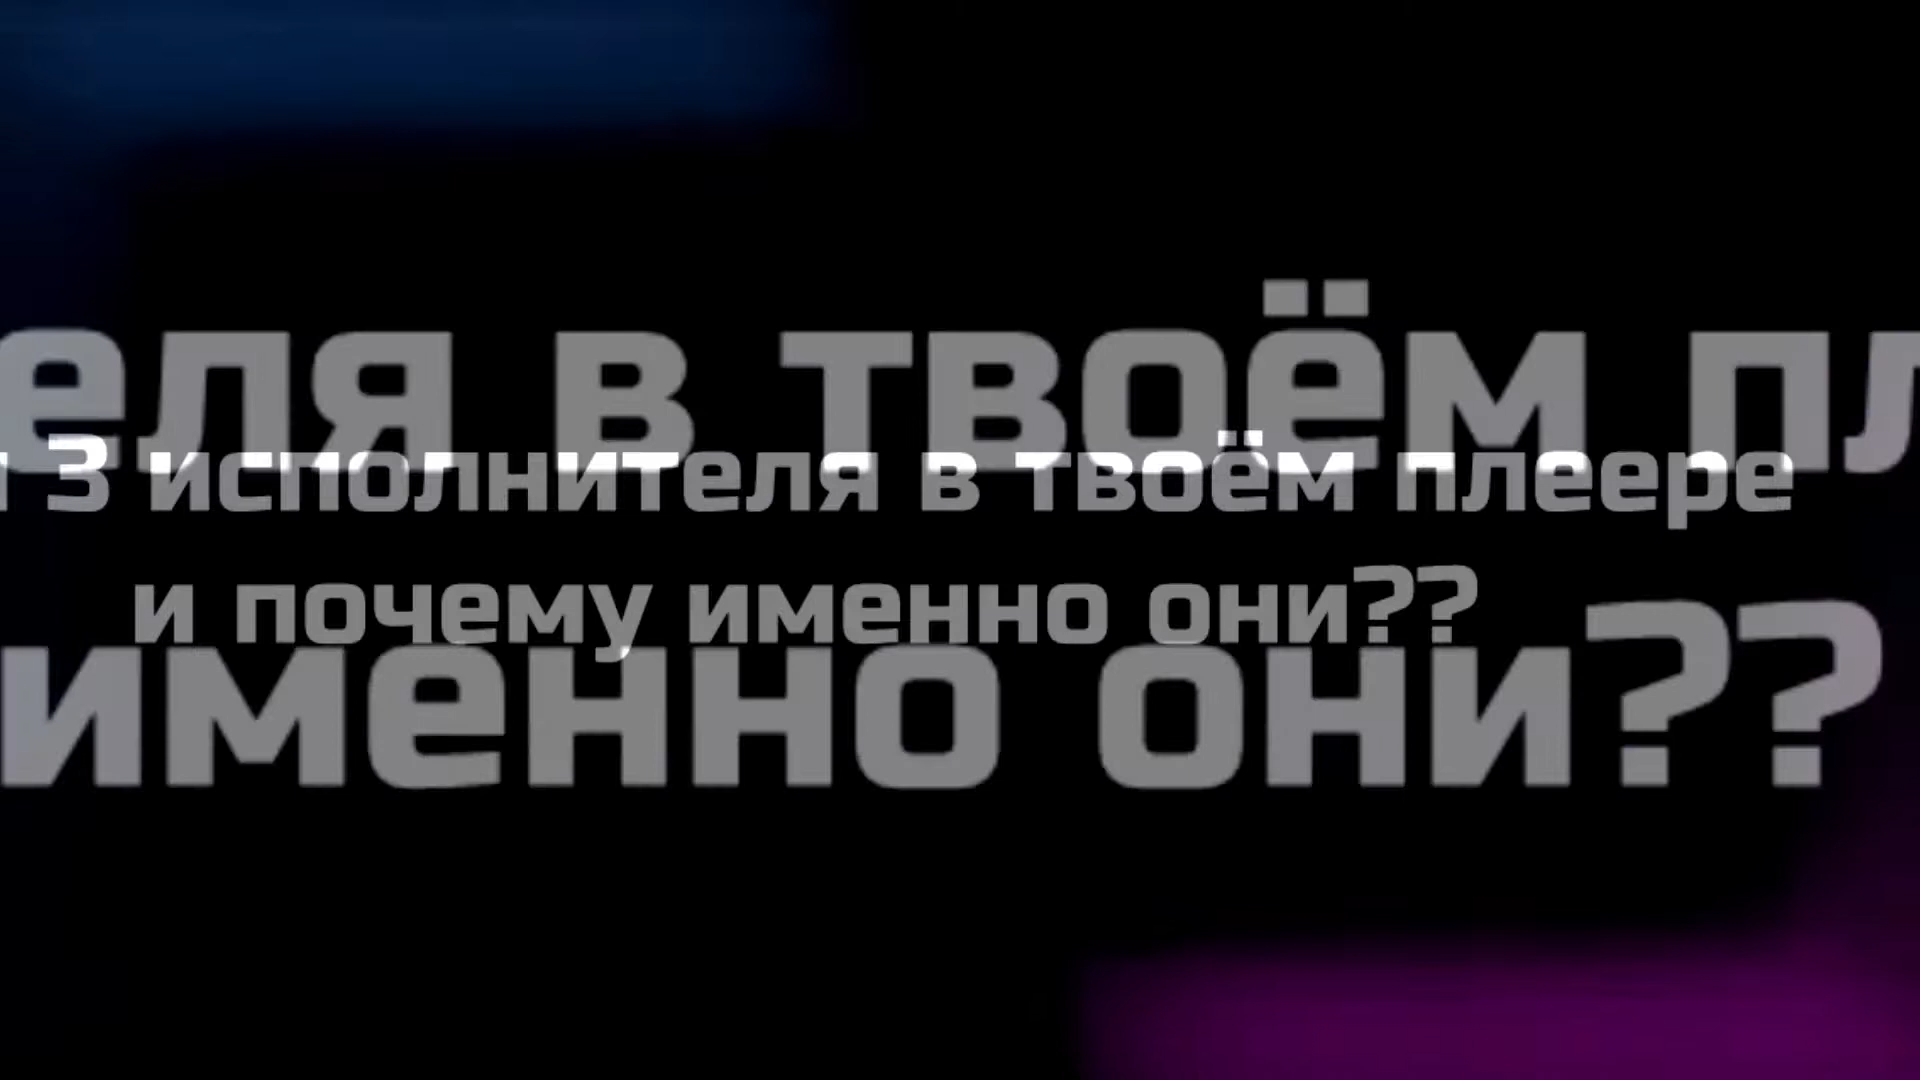 еля в твоём пл
3 исполнителя в твоём плеере
и почему именно они??
именно они??